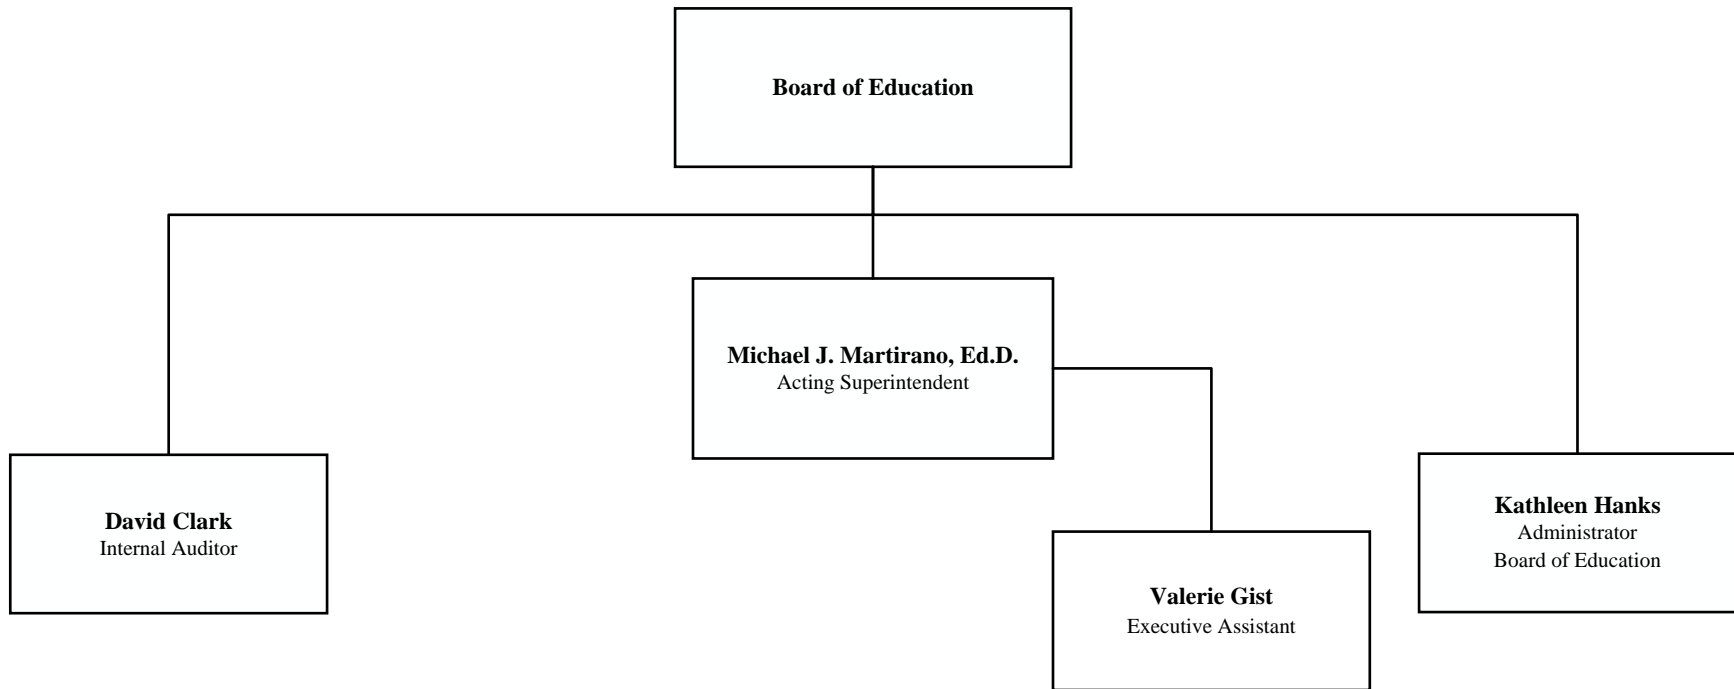 Board of Education
Michael J. Martirano, Ed.D.
Acting Superintendent
David Clark
Internal Auditor
Kathleen Hanks
Administrator
Board of Education
Valerie Gist
Executive Assistant